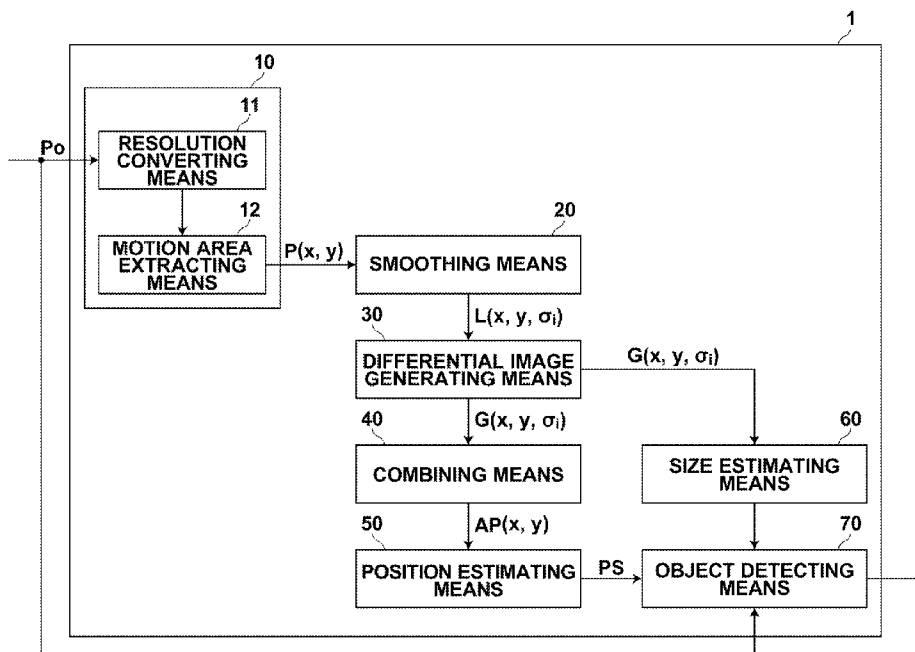 1
10
11
Po
RESOLUTION
CONVERTING
MEANS
12
MOTION AREA
EXTRACTING
MEANS
P(x, y)
20
SMOOTHING MEANS
L(x, y, σi)
30
DIFFERENTIAL IMAGE
GENERATING MEANS
G(x, y, σi)
G(x, y, σi)
40
COMBINING MEANS
60
SIZE ESTIMATING
MEANS
AP(x, y)
50
POSITION ESTIMATING
MEANS
PS
70
OBJECT DETECTING
MEANS